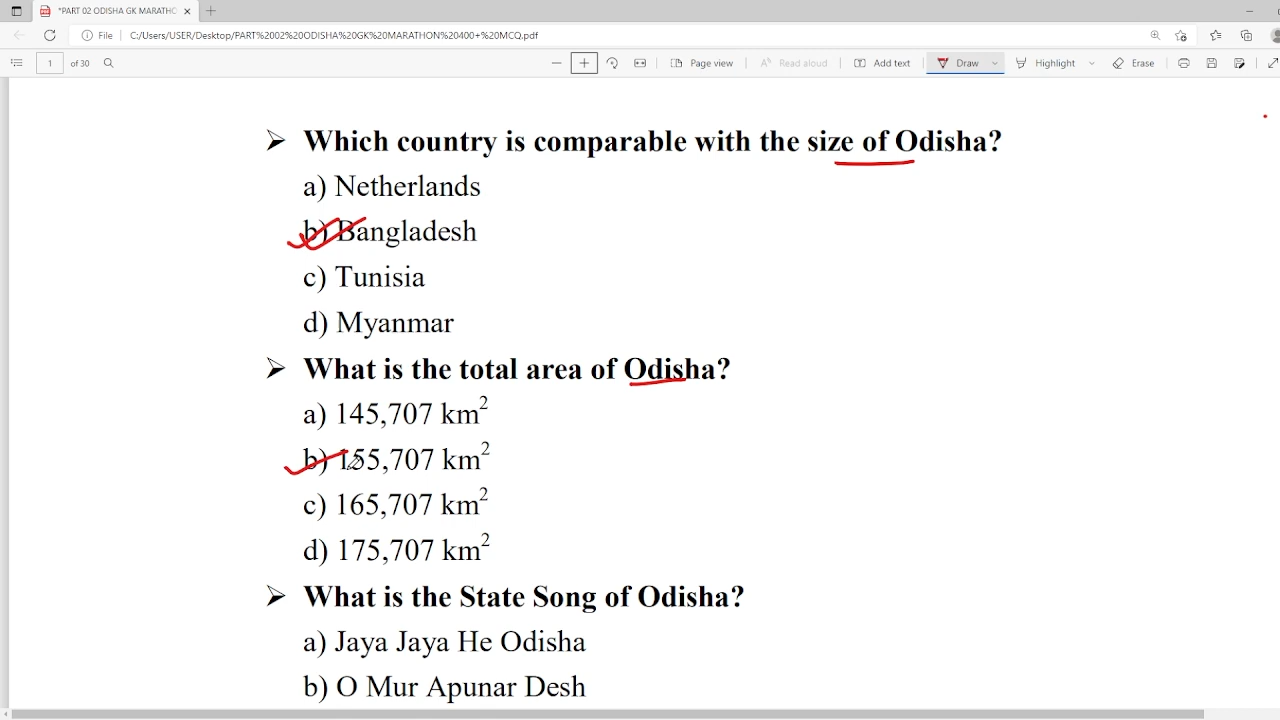 *PART 02 ODISHA GK MARATHO
File C:/Users/USER/Desktop/PART%2002%20ODISHA%20GK%20MARATHON%20400+%20MCQ.pdf
1 of 30 Page view Read aloud Add text Draw Highlight Erase
➢ Which country is comparable with the size of Odisha?
a) Netherlands
b) Bangladesh
c) Tunisia
d) Myanmar
➢ What is the total area of Odisha?
a) 145,707 km²
b) 155,707 km²
c) 165,707 km²
d) 175,707 km²
➢ What is the State Song of Odisha?
a) Jaya Jaya He Odisha
b) O Mur Apunar Desh